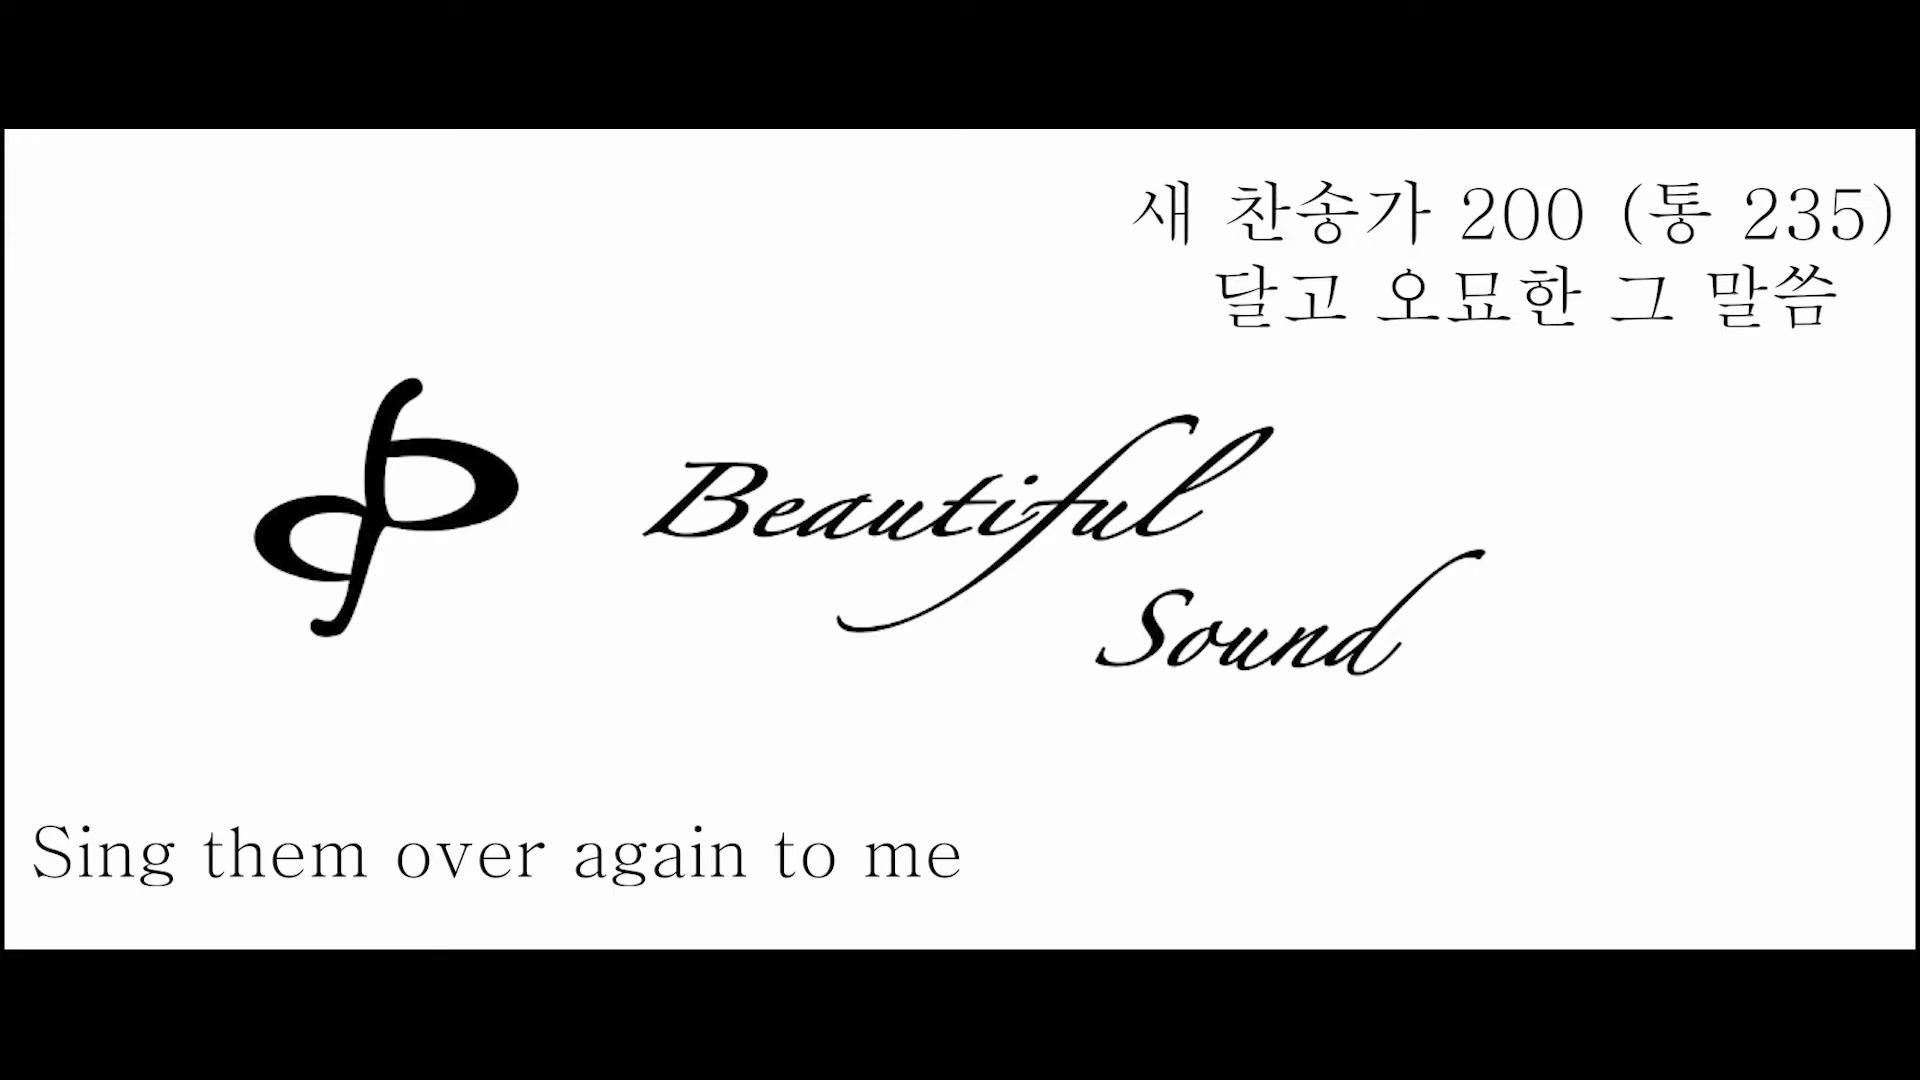 새 찬송가 200 (통 235)
달고 오묘한 그 말씀
Beautiful
Sound
Sing them over again to me